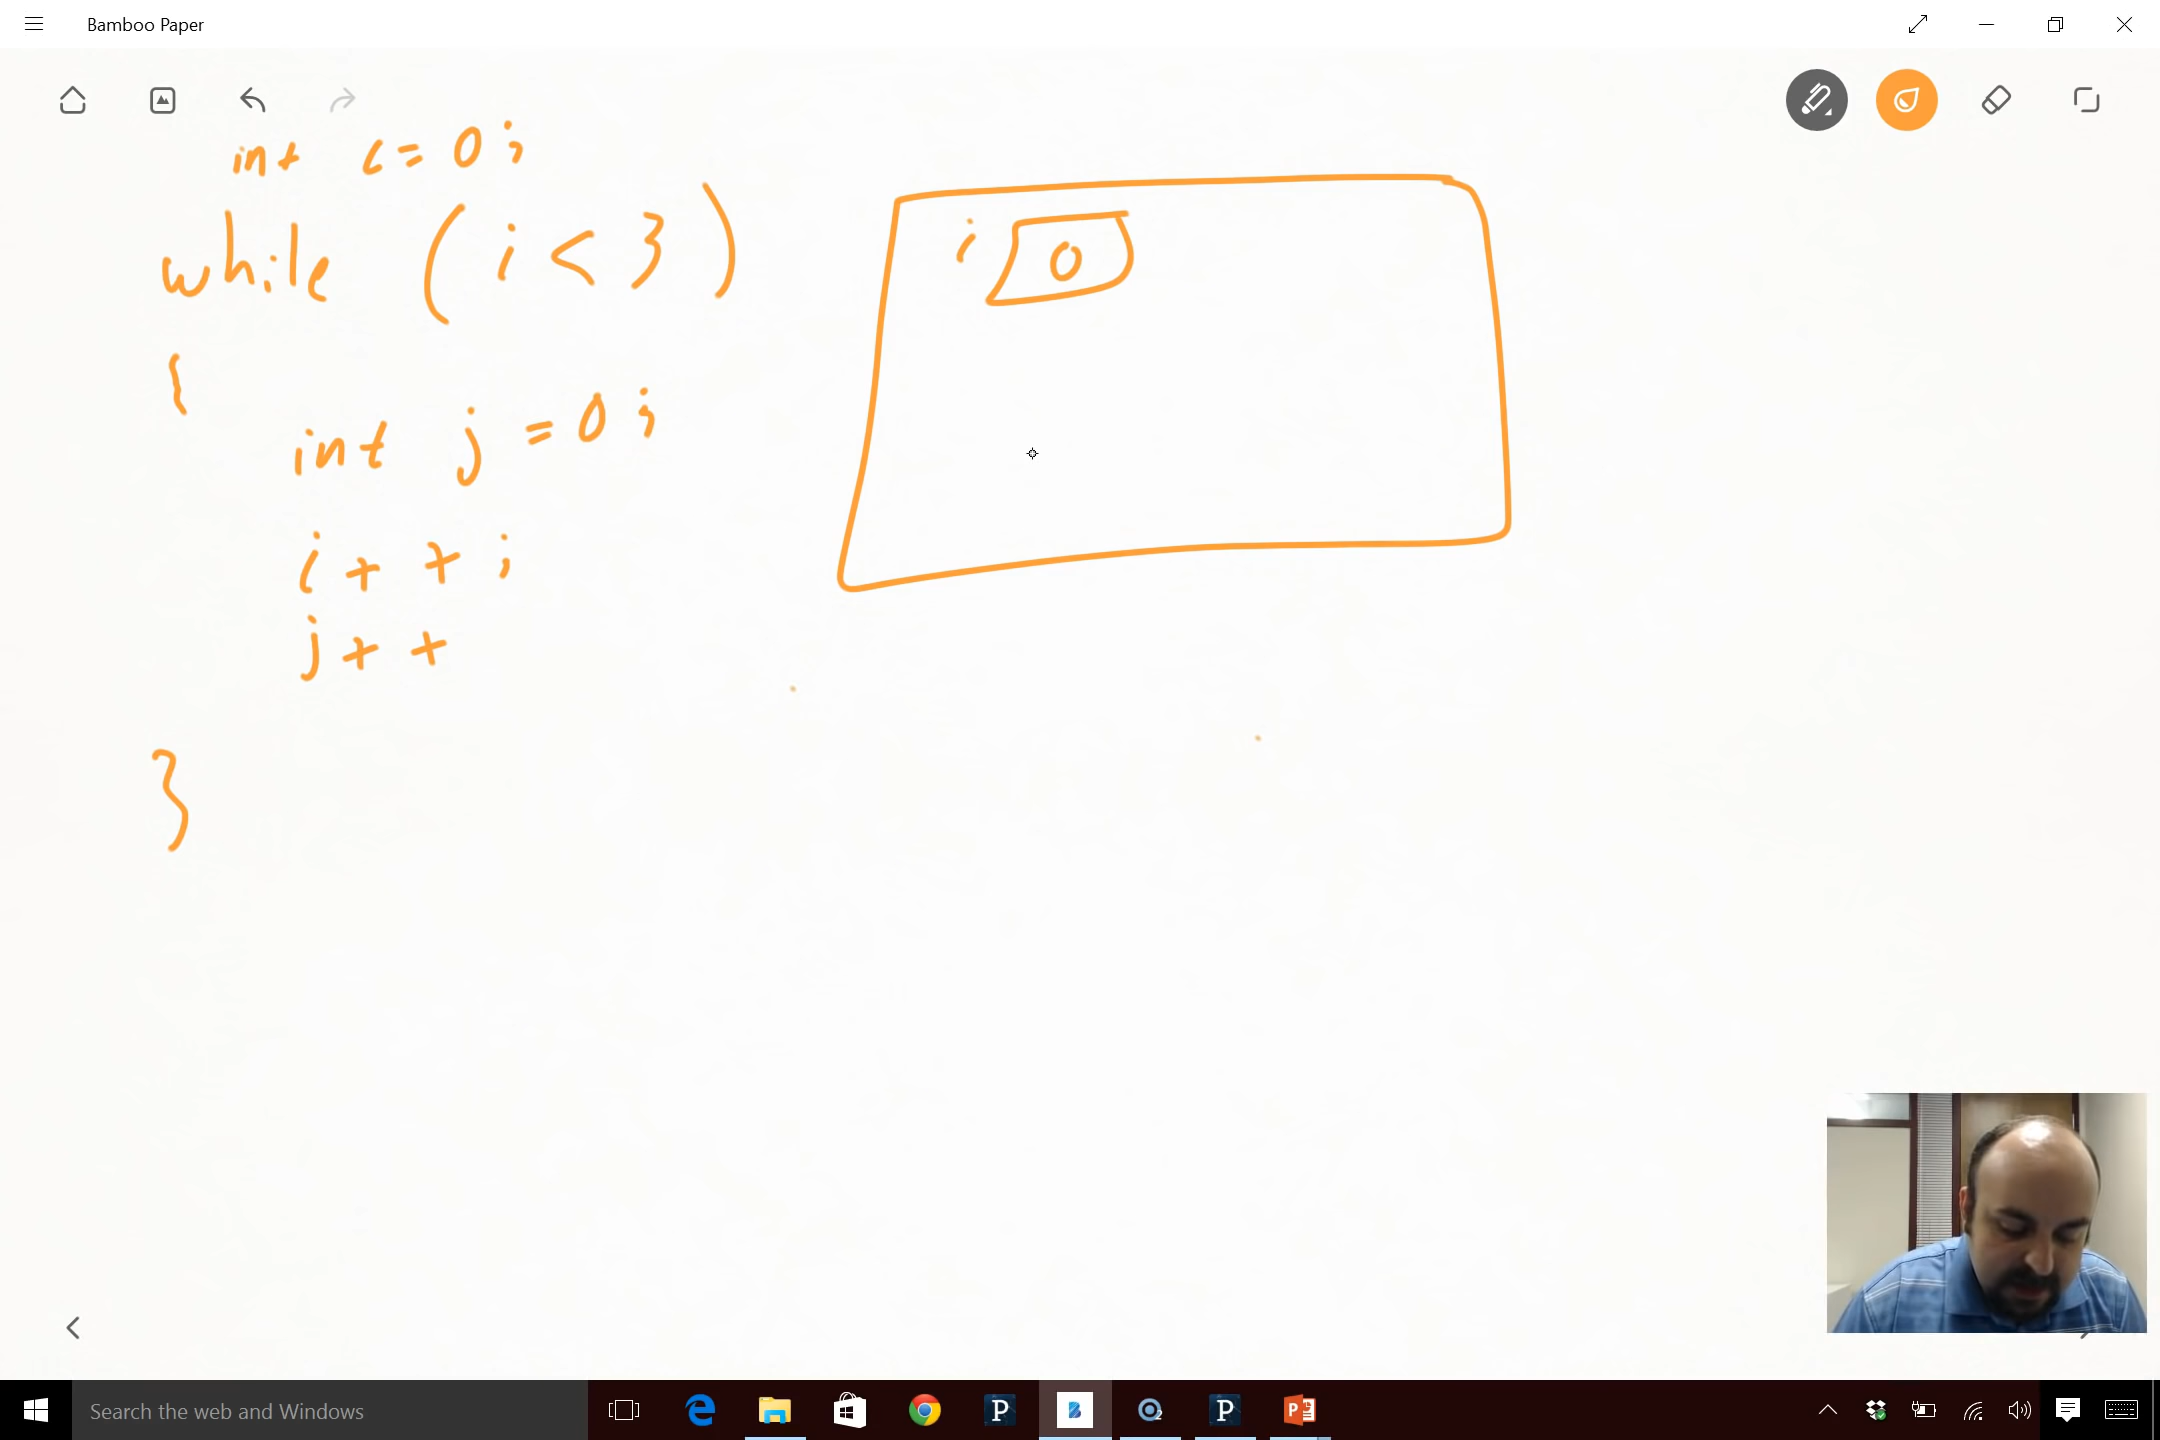 Bamboo Paper
int i = 0 ;
while ( i < 3 )
{
int j = 0 ;
i + + ;
j + +
}
i 0
Search the web and Windows